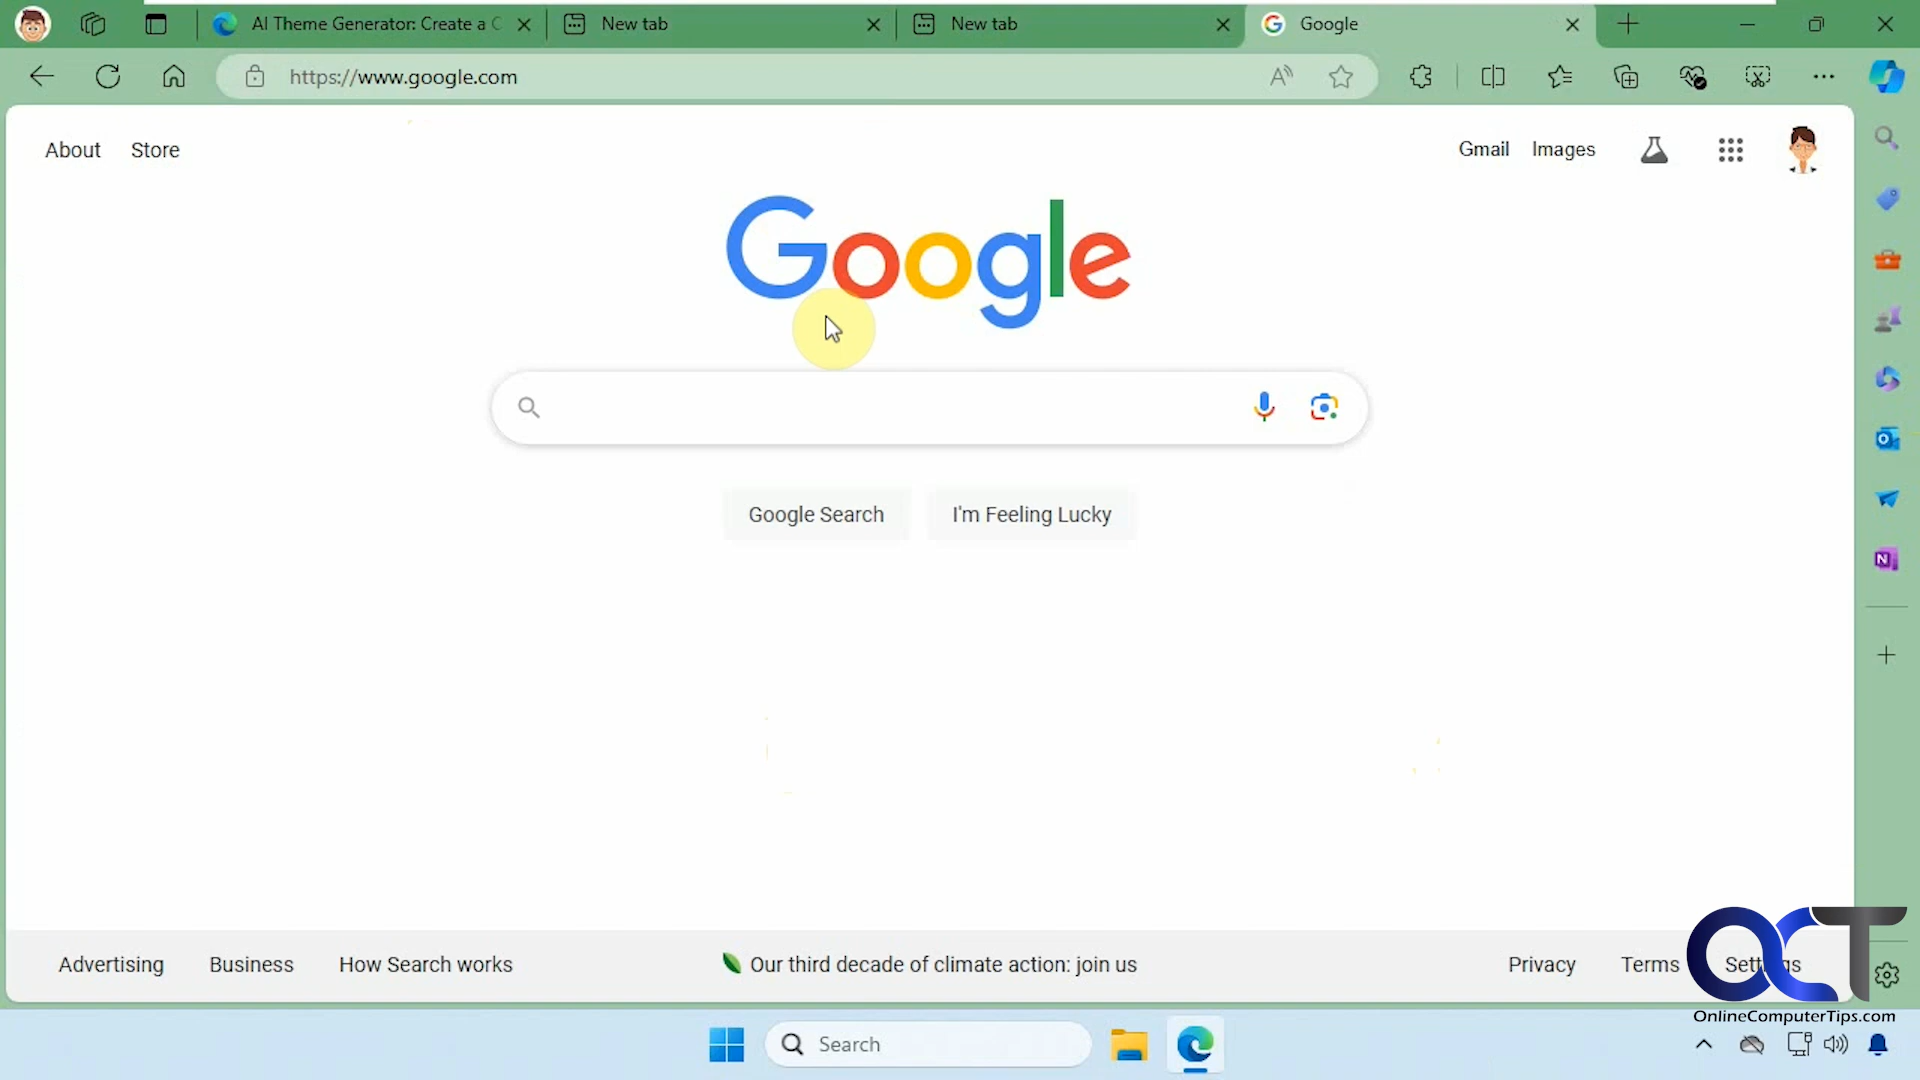 AI Theme Generator: Create a C
New tab
New tab
Google
https://www.google.com
About
Store
Gmail
Images
Google
Google Search
I'm Feeling Lucky
Advertising
Business
How Search works
Our third decade of climate action: join us
Privacy
Terms
Settings
OCT
OnlineComputerTips.com
Search